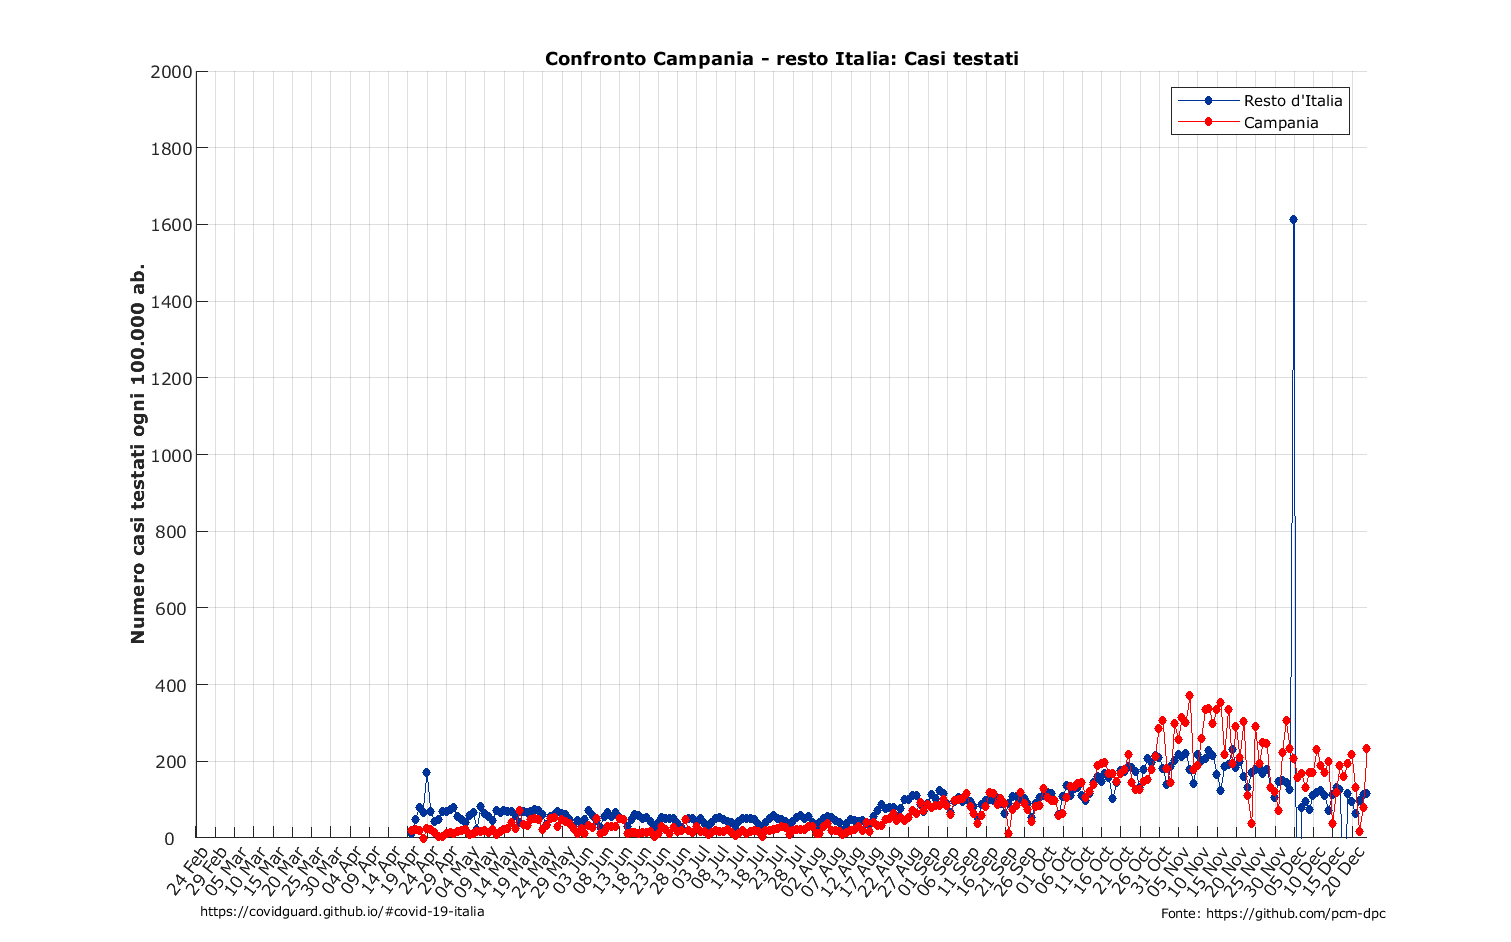 Confronto Campania - resto Italia: Casi testati
Resto d'Italia
Campania
Numero casi testati ogni 100.000 ab.
2000
1800
1600
1400
1200
1000
800
600
400
200
0
24 Feb
29 Feb
05 Mar
10 Mar
15 Mar
20 Mar
25 Mar
30 Mar
04 Apr
09 Apr
14 Apr
19 Apr
24 Apr
29 Apr
04 May
09 May
14 May
19 May
24 May
29 May
03 Jun
08 Jun
13 Jun
18 Jun
23 Jun
28 Jun
03 Jul
08 Jul
13 Jul
18 Jul
23 Jul
28 Jul
02 Aug
07 Aug
12 Aug
17 Aug
22 Aug
27 Aug
01 Sep
06 Sep
11 Sep
16 Sep
21 Sep
26 Sep
01 Oct
06 Oct
11 Oct
16 Oct
21 Oct
26 Oct
31 Oct
05 Nov
10 Nov
15 Nov
20 Nov
25 Nov
30 Nov
05 Dec
10 Dec
15 Dec
20 Dec
https://covidguard.github.io/#covid-19-italia
Fonte: https://github.com/pcm-dpc